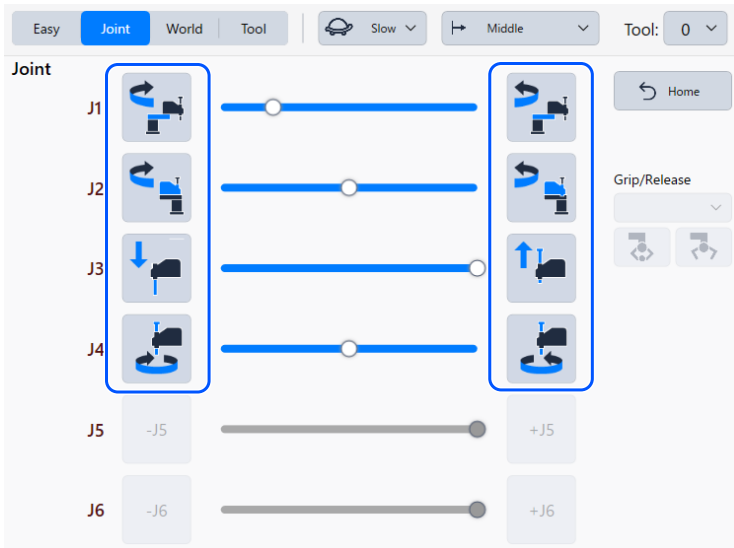 Easy Joint World Tool Slow Middle Tool: 0
Joint
J1
Home
J2
Grip/Release
J3
J4
J5 -J5 +J5
J6 -J6 +J6